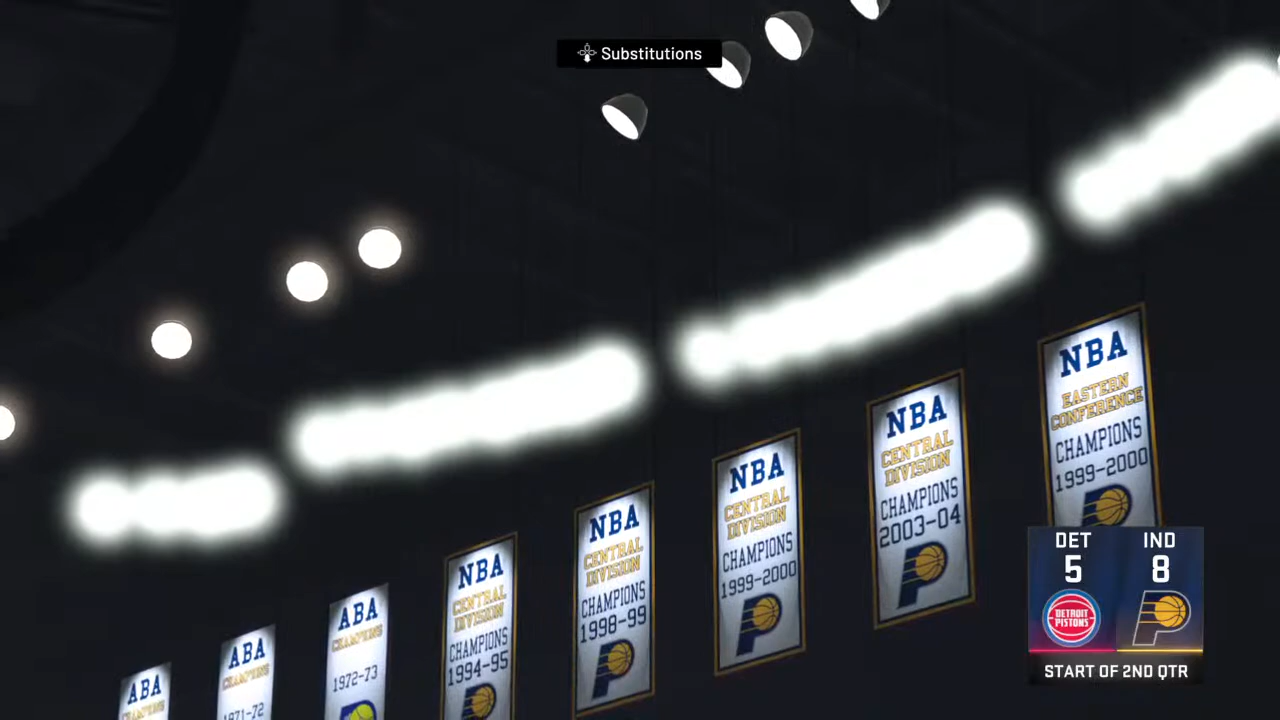 Substitutions
ABA
CHAMPIONS
ABA
CHAMPIONS
1971-72
ABA
CHAMPIONS
1972-73
NBA
CENTRAL
DIVISION
CHAMPIONS
1994-95
NBA
CENTRAL
DIVISION
CHAMPIONS
1998-99
NBA
CENTRAL
DIVISION
CHAMPIONS
1999-2000
NBA
CENTRAL
DIVISION
CHAMPIONS
2003-04
NBA
EASTERN
CONFERENCE
CHAMPIONS
1999-2000
DET IND
5 8
DETROIT
PISTONS
START OF 2ND QTR